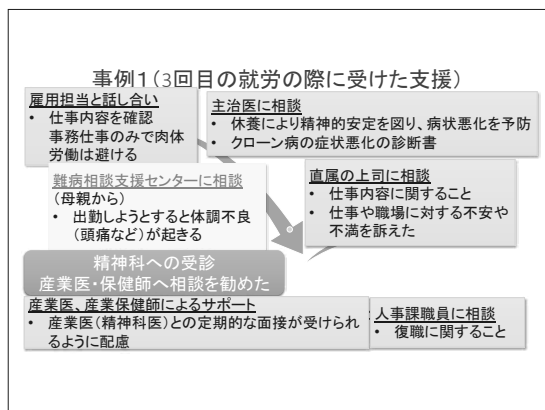 事例1(3回目の就労の際に受けた支援)
雇用担当と話し合い
• 仕事内容を確認
事務仕事のみで肉体
労働は避ける
主治医に相談
• 休養により精神的安定を図り、病状悪化を予防
• クローン病の症状悪化の診断書
難病相談支援センターに相談
(母親から)
• 出勤しようとすると体調不良
(頭痛など)が起きる
直属の上司に相談
• 仕事内容に関すること
• 仕事や職場に対する不安や
不満を訴えた
精神科への受診
産業医・保健師へ相談を勧めた
産業医、産業保健師によるサポート
• 産業医(精神科医)との定期的な面接が受けられ
るように配慮
人事課職員に相談
• 復職に関すること